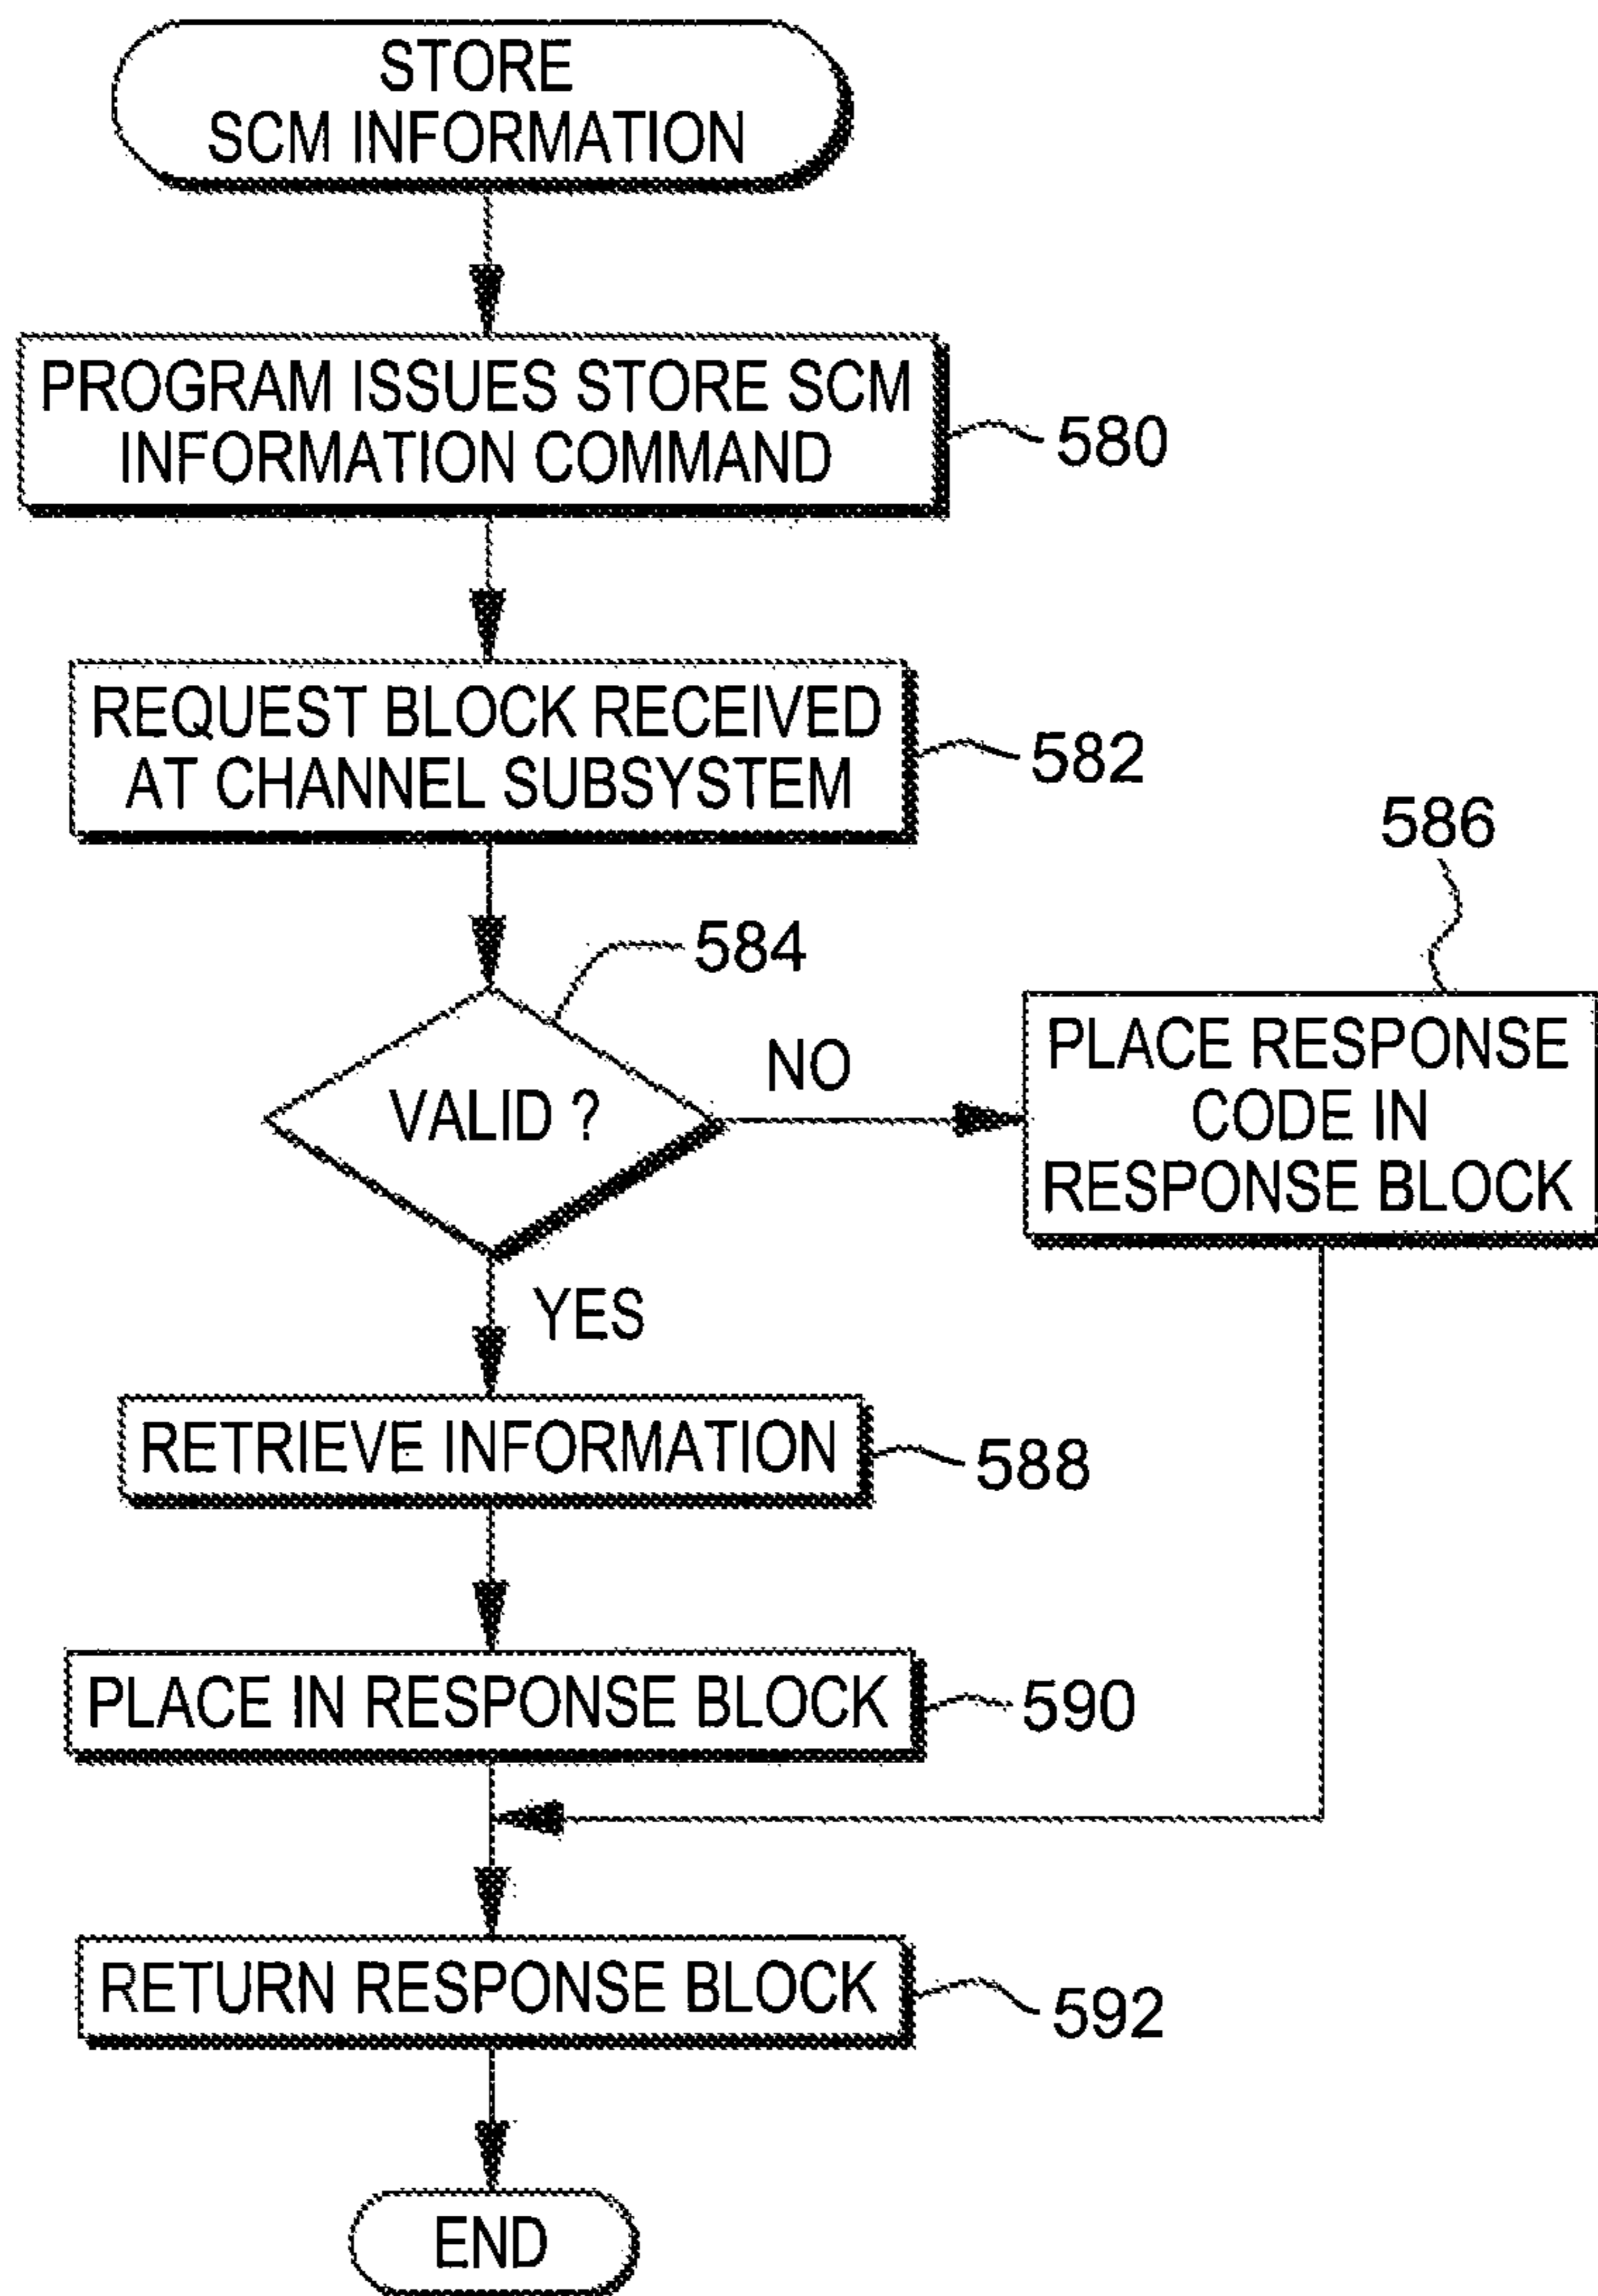 STORE
SCM INFORMATION
PROGRAM ISSUES STORE SCM
INFORMATION COMMAND
580
REQUEST BLOCK RECEIVED
AT CHANNEL SUBSYSTEM
582
584
VALID ?
NO
586
PLACE RESPONSE
CODE IN
RESPONSE BLOCK
YES
RETRIEVE INFORMATION
588
PLACE IN RESPONSE BLOCK
590
RETURN RESPONSE BLOCK
592
END